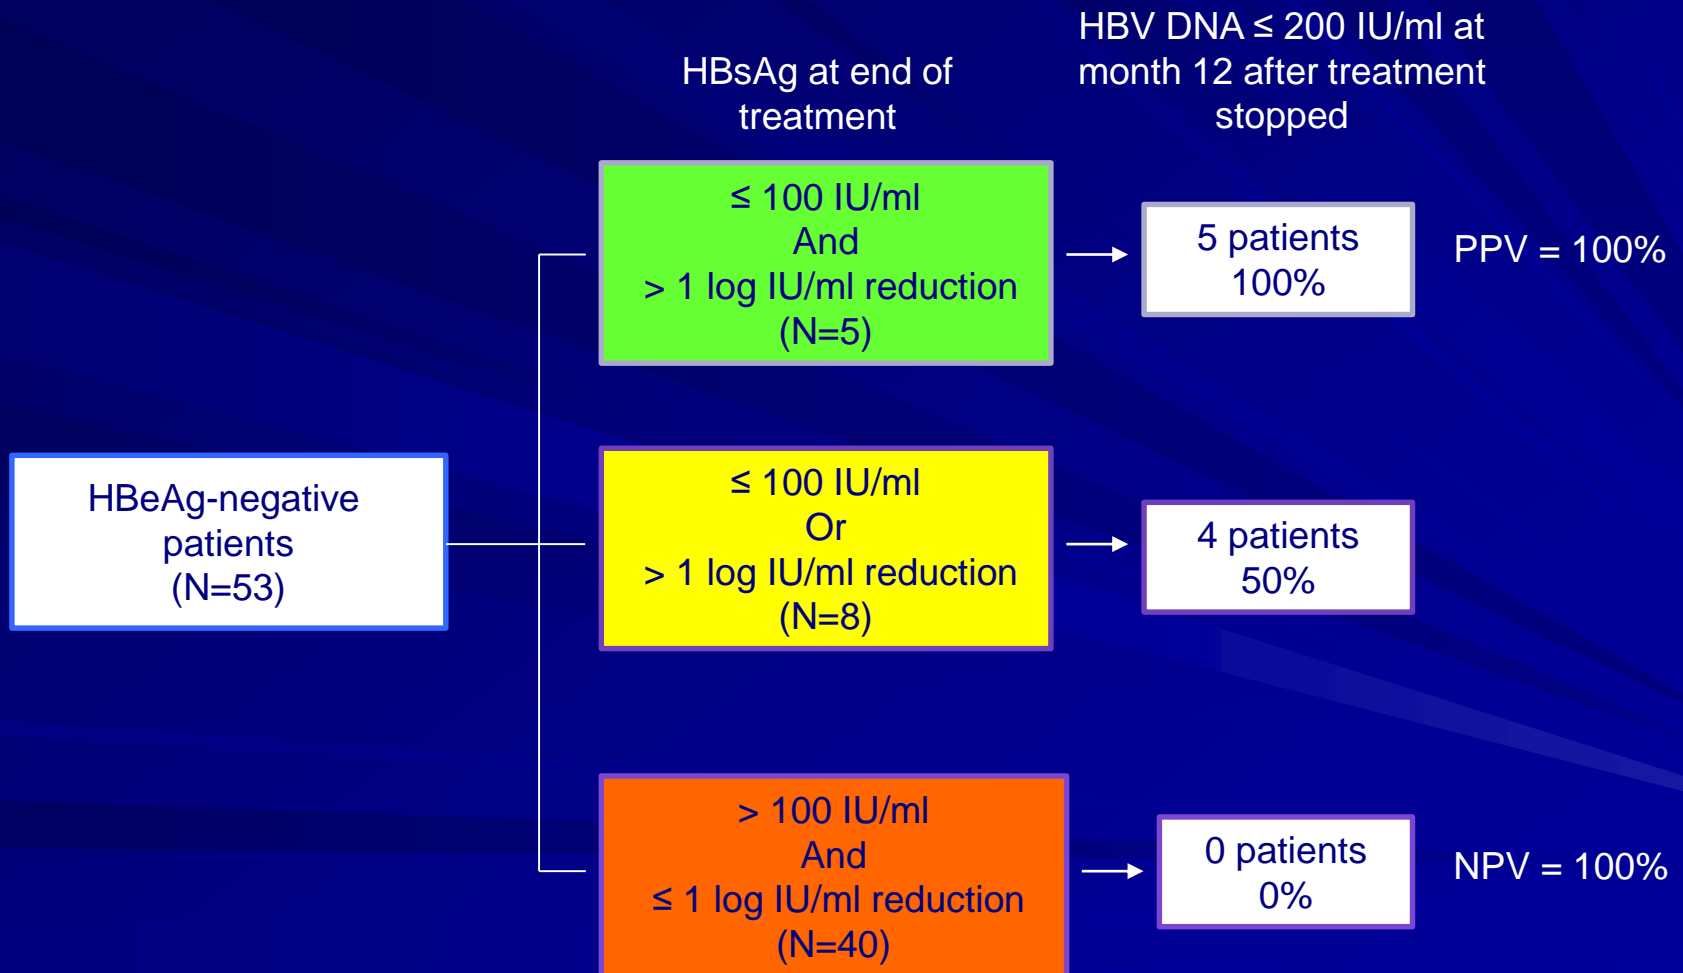 HBsAg at end of
treatment
HBV DNA ≤ 200 IU/ml at
month 12 after treatment
stopped
HBeAg-negative
patients
(N=53)
≤ 100 IU/ml
And
> 1 log IU/ml reduction
(N=5)
5 patients
100%
PPV = 100%
≤ 100 IU/ml
Or
> 1 log IU/ml reduction
(N=8)
4 patients
50%
> 100 IU/ml
And
≤ 1 log IU/ml reduction
(N=40)
0 patients
0%
NPV = 100%